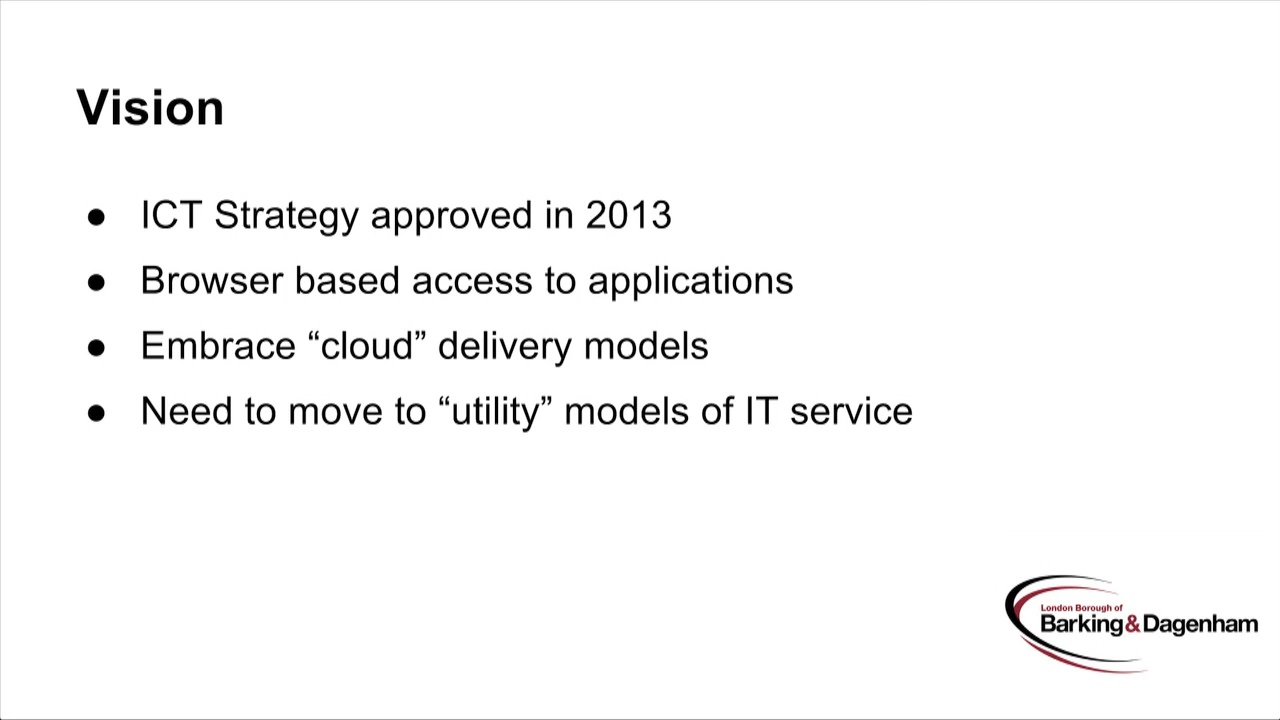 Vision
● ICT Strategy approved in 2013
● Browser based access to applications
● Embrace “cloud” delivery models
● Need to move to “utility” models of IT service
London Borough of
Barking&Dagenham